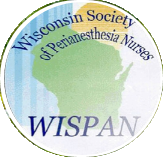 Wisconsin Society
of Perianesthesia Nurses
WISPAN